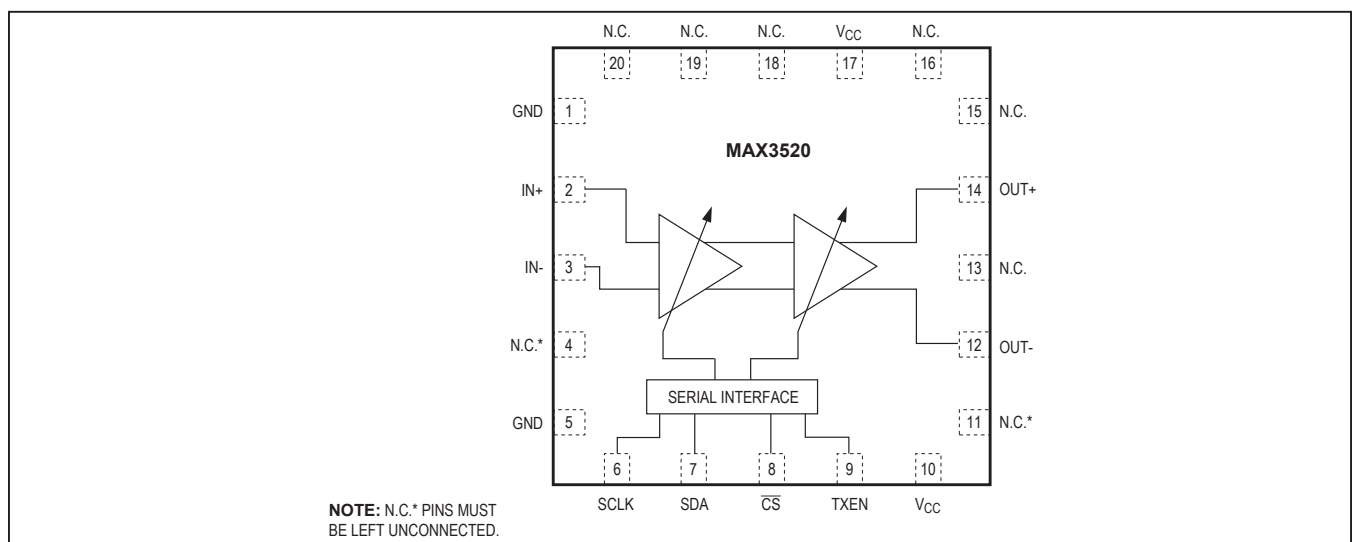 N.C. N.C. N.C. VCC N.C.
20 19 18 17 16
GND 1
15 N.C.
MAX3520
IN+ 2
14 OUT+
IN- 3
13 N.C.
N.C.* 4
12 OUT-
SERIAL INTERFACE
GND 5
11 N.C.*
6 7 8 9 10
SCLK SDA CS TXEN VCC
NOTE: N.C.* PINS MUST
BE LEFT UNCONNECTED.